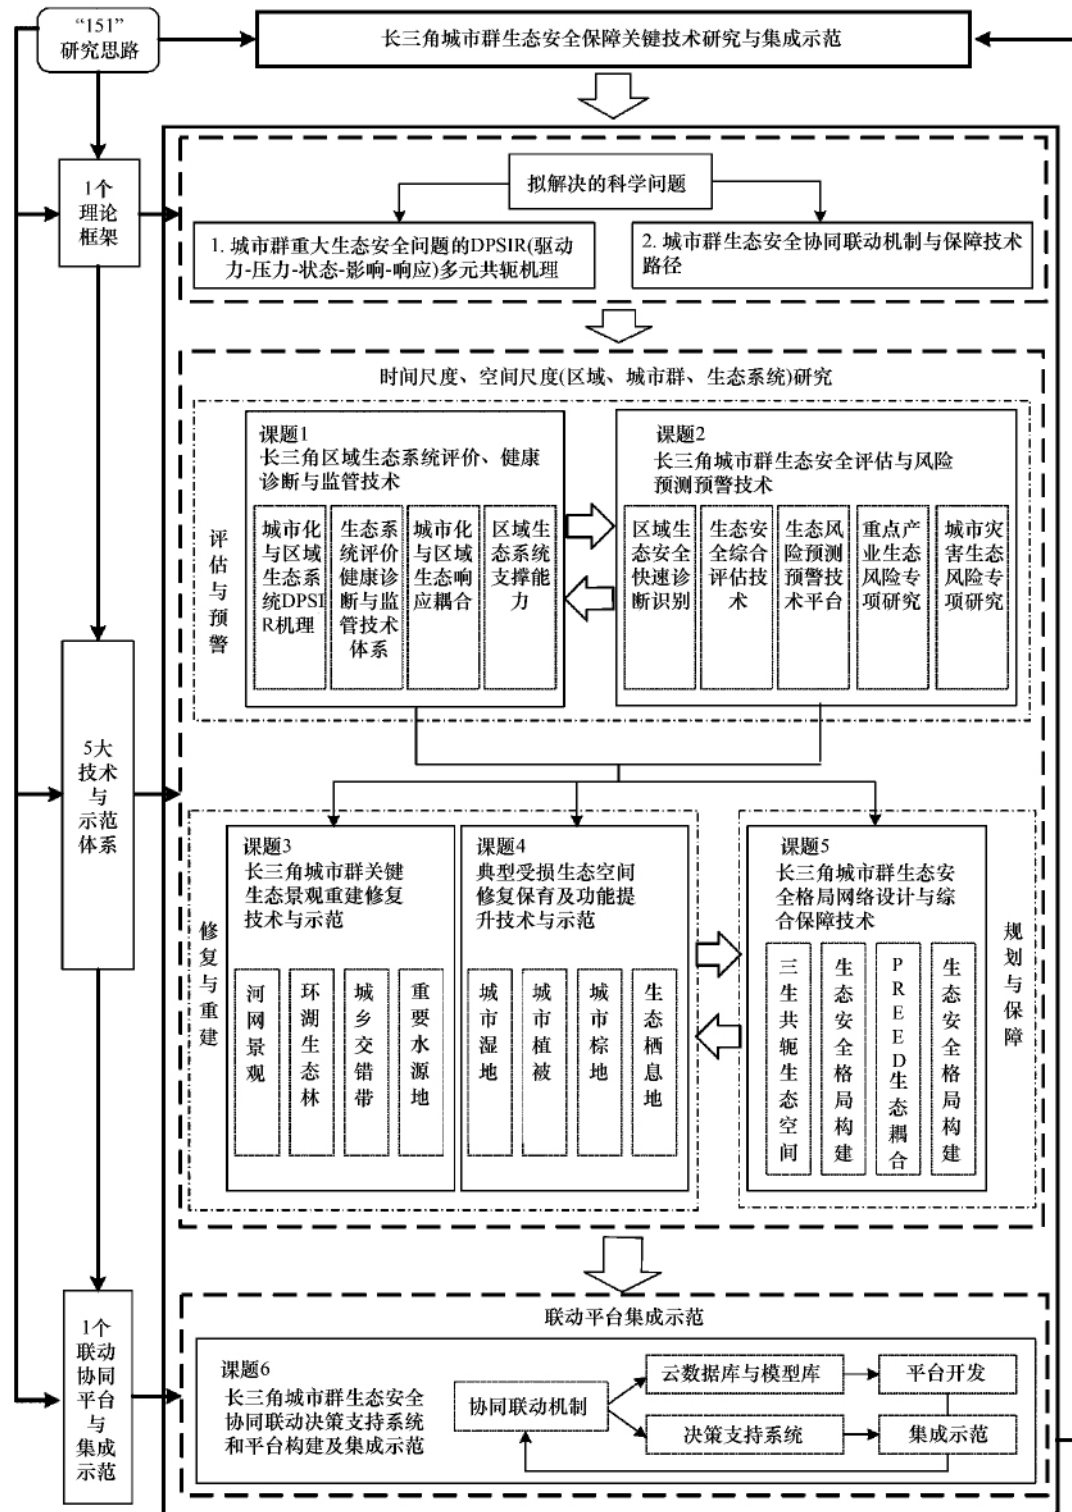 “151”
研究思路
长三角城市群生态安全保障关键技术研究与集成示范
1个
理论
框架
拟解决的科学问题
1. 城市群重大生态安全问题的DPSIR(驱动
力-压力-状态-影响-响应)多元共轭机理
2. 城市群生态安全协同联动机制与保障技术
路径
时间尺度、空间尺度(区域、城市群、生态系统)研究
评估与预警
课题1
长三角区域生态系统评价、健康
诊断与监管技术
城市化
与区域
生态系
统DPSI
R机理
生态系
统评价
健康诊
断与监
管技术
体系
城市化
与区域
生态响
应耦合
区域生
态系统
支撑能
力
课题2
长三角城市群生态安全评估与风险
预测预警技术
区域生
态安全
快速诊
断识别
生态安
全综合
评估技
术
生态风
险预测
预警技
术平台
重点产
业生态
风险专
项研究
城市灾
害生态
风险专
项研究
5大
技术
与
示范
体系
修复与重建
课题3
长三角城市群关键
生态景观重建修复
技术与示范
河网景观
环湖生态林
城乡交错带
重要水源地
课题4
典型受损生态空间
修复保育及功能提
升技术与示范
城市湿地
城市植被
城市棕地
生态栖息地
课题5
长三角城市群生态安
全格局网络设计与综
合保障技术
三生共轭生态空间
生态安全格局构建
PREED生态耦合
生态安全格局构建
规划与保障
1个
联动
协同
平台
与
集成
示范
联动平台集成示范
课题6
长三角城市群生态安全
协同联动决策支持系统
和平台构建及集成示范
协同联动机制
云数据库与模型库
平台开发
决策支持系统
集成示范